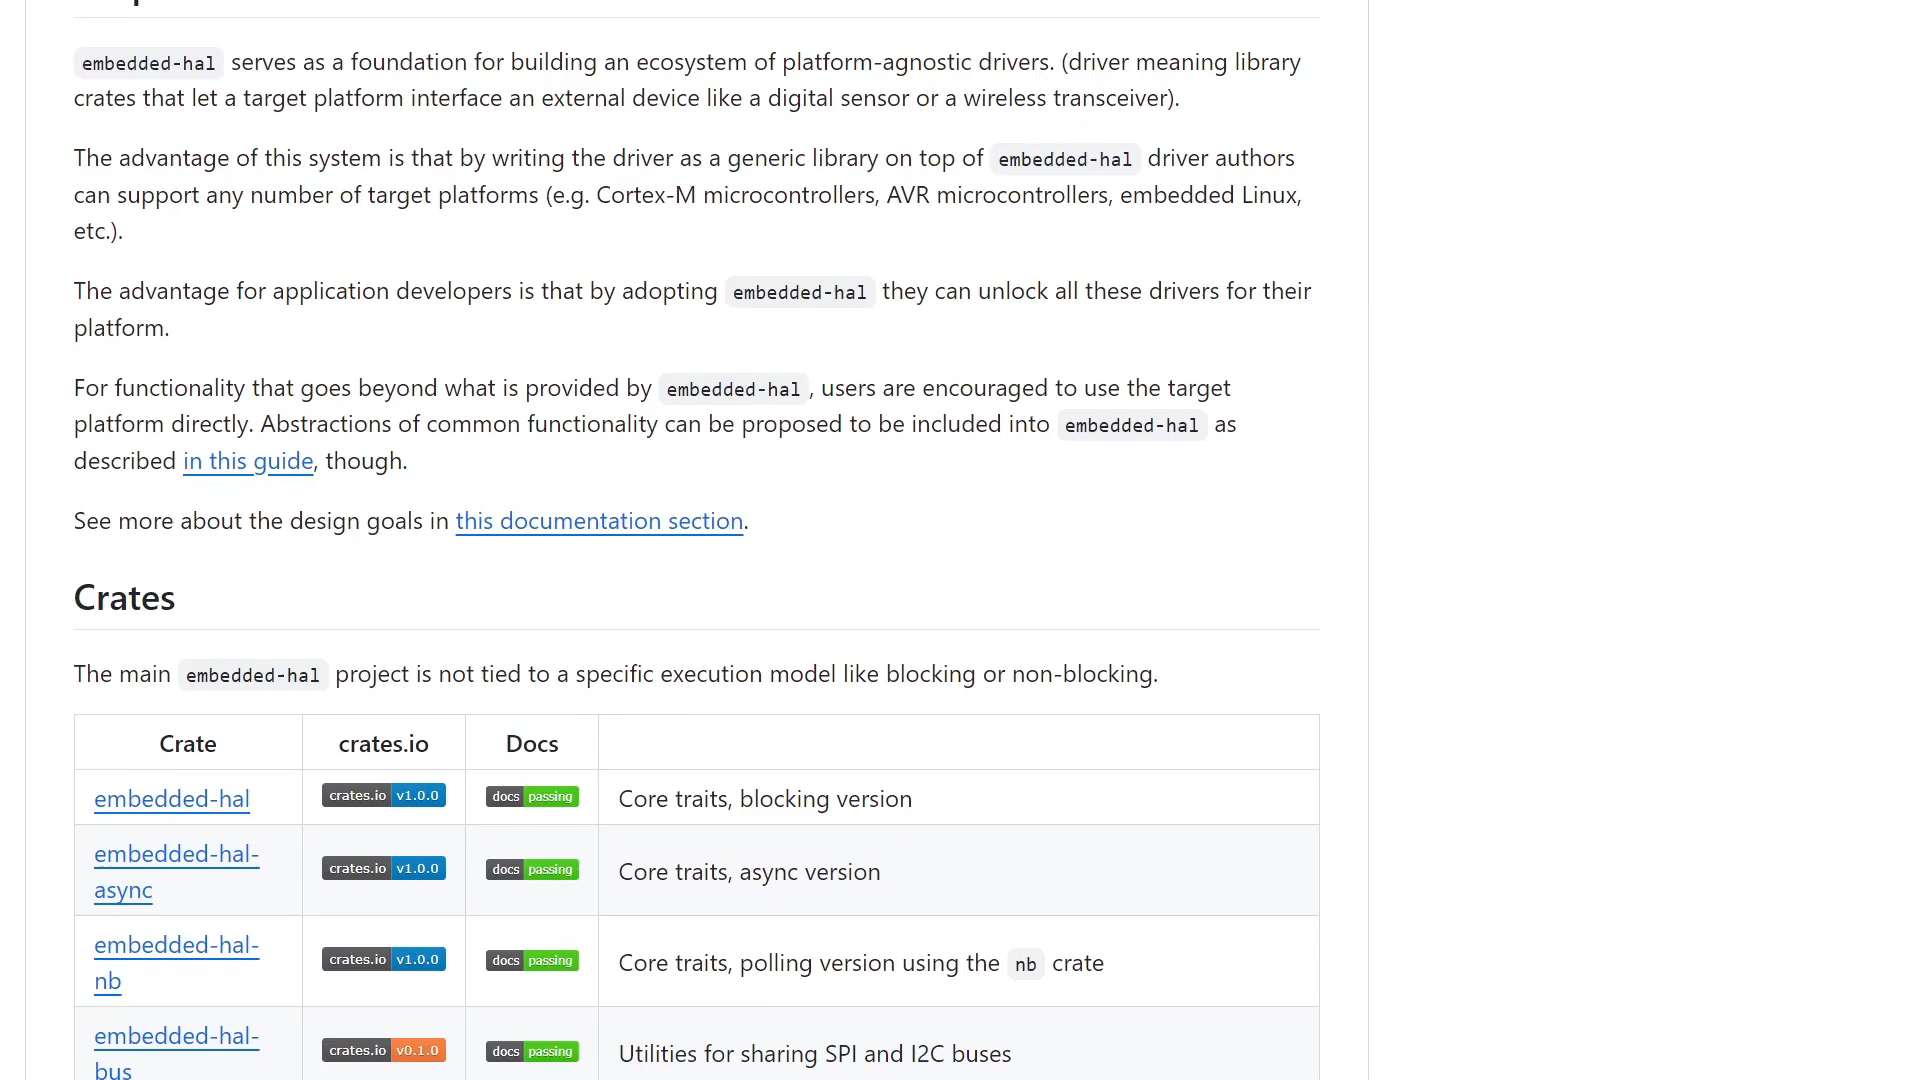 embedded-hal serves as a foundation for building an ecosystem of platform-agnostic drivers. (driver meaning library
crates that let a target platform interface an external device like a digital sensor or a wireless transceiver).
The advantage of this system is that by writing the driver as a generic library on top of embedded-hal driver authors
can support any number of target platforms (e.g. Cortex-M microcontrollers, AVR microcontrollers, embedded Linux,
etc.).
The advantage for application developers is that by adopting embedded-hal they can unlock all these drivers for their
platform.
For functionality that goes beyond what is provided by embedded-hal, users are encouraged to use the target
platform directly. Abstractions of common functionality can be proposed to be included into embedded-hal as
described in this guide, though.
See more about the design goals in this documentation section.
Crates
The main embedded-hal project is not tied to a specific execution model like blocking or non-blocking.
Crate crates.io Docs
embedded-hal crates.io v1.0.0 docs passing Core traits, blocking version
embedded-hal-
async crates.io v1.0.0 docs passing Core traits, async version
embedded-hal-
nb crates.io v1.0.0 docs passing Core traits, polling version using the nb crate
embedded-hal-
bus crates.io v0.1.0 docs passing Utilities for sharing SPI and I2C buses